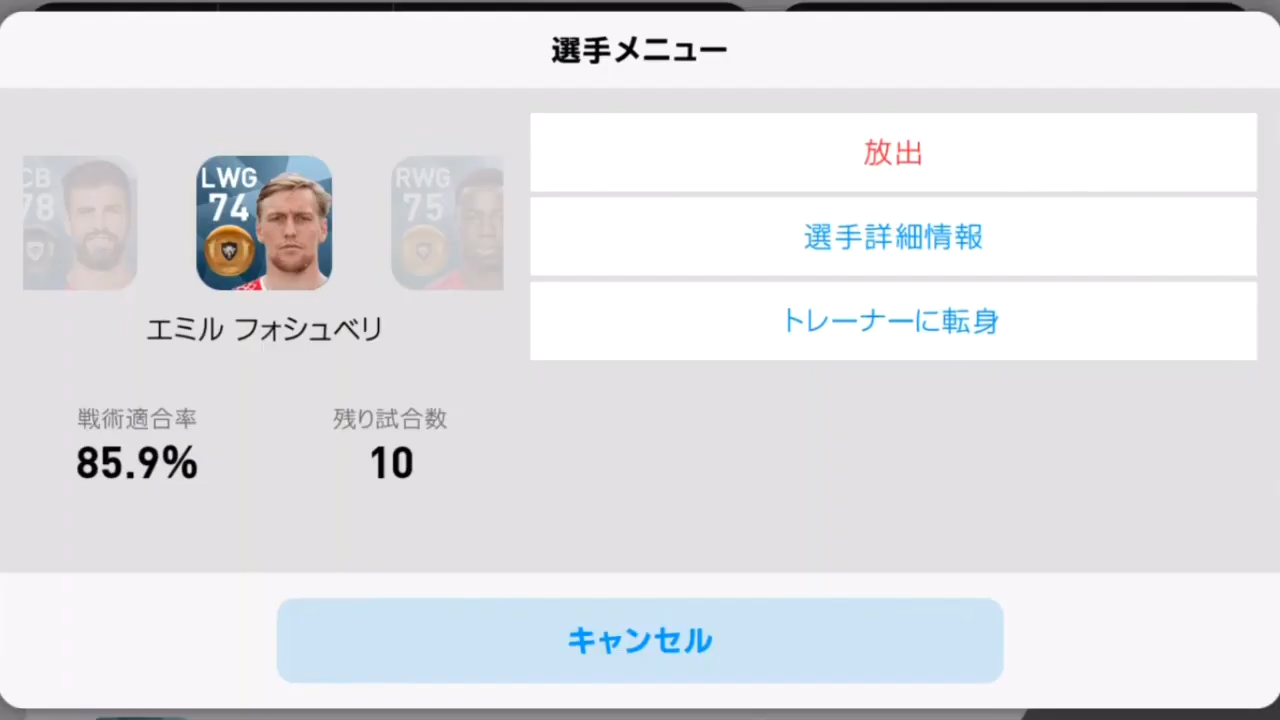 選手メニュー
CB
78
LWG
74
RWG
75
エミル フォシュベリ
戦術適合率
85.9%
残り試合数
10
放出
選手詳細情報
トレーナーに転身
キャンセル